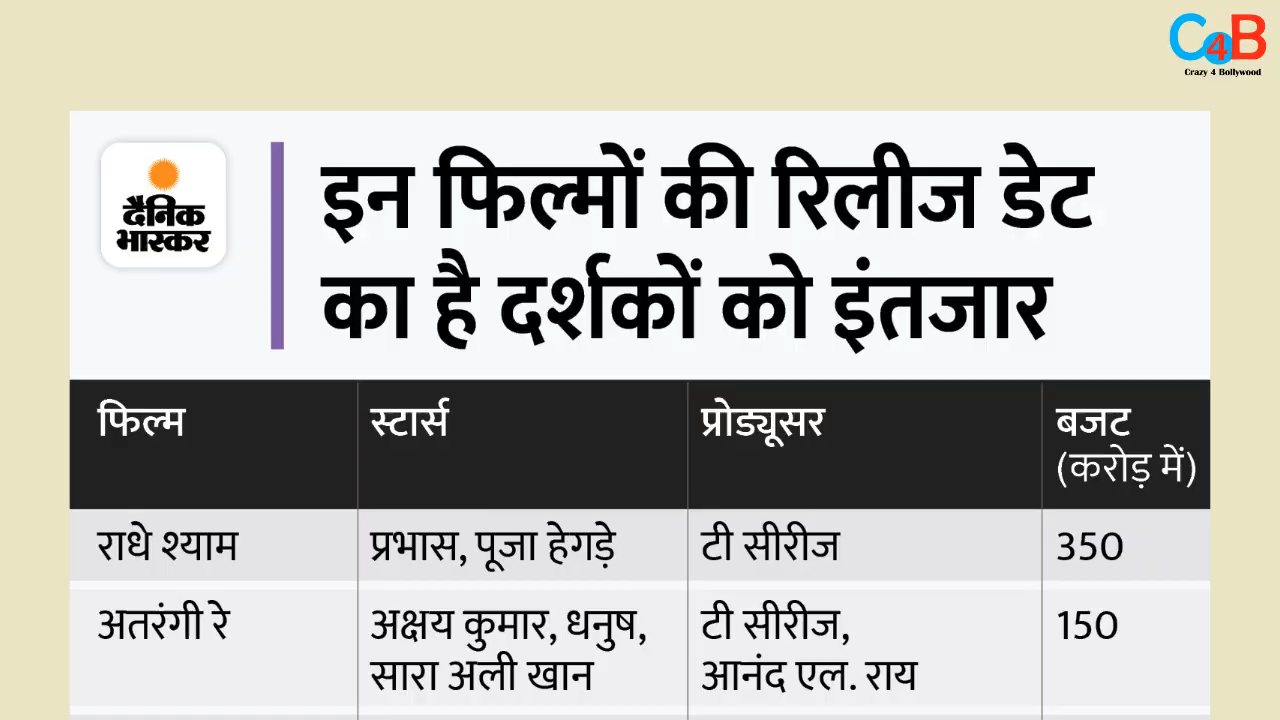 C4B
Crazy 4 Bollywood
दैनिक
भास्कर
इन फिल्मों की रिलीज डेट
का है दर्शकों को इंतजार
फिल्म स्टार्स प्रोड्यूसर बजट
(करोड़ में)
राधे श्याम प्रभास, पूजा हेगड़े टी सीरीज 350
अतरंगी रे अक्षय कुमार, धनुष, टी सीरीज, 150
सारा अली खान आनंद एल. राय